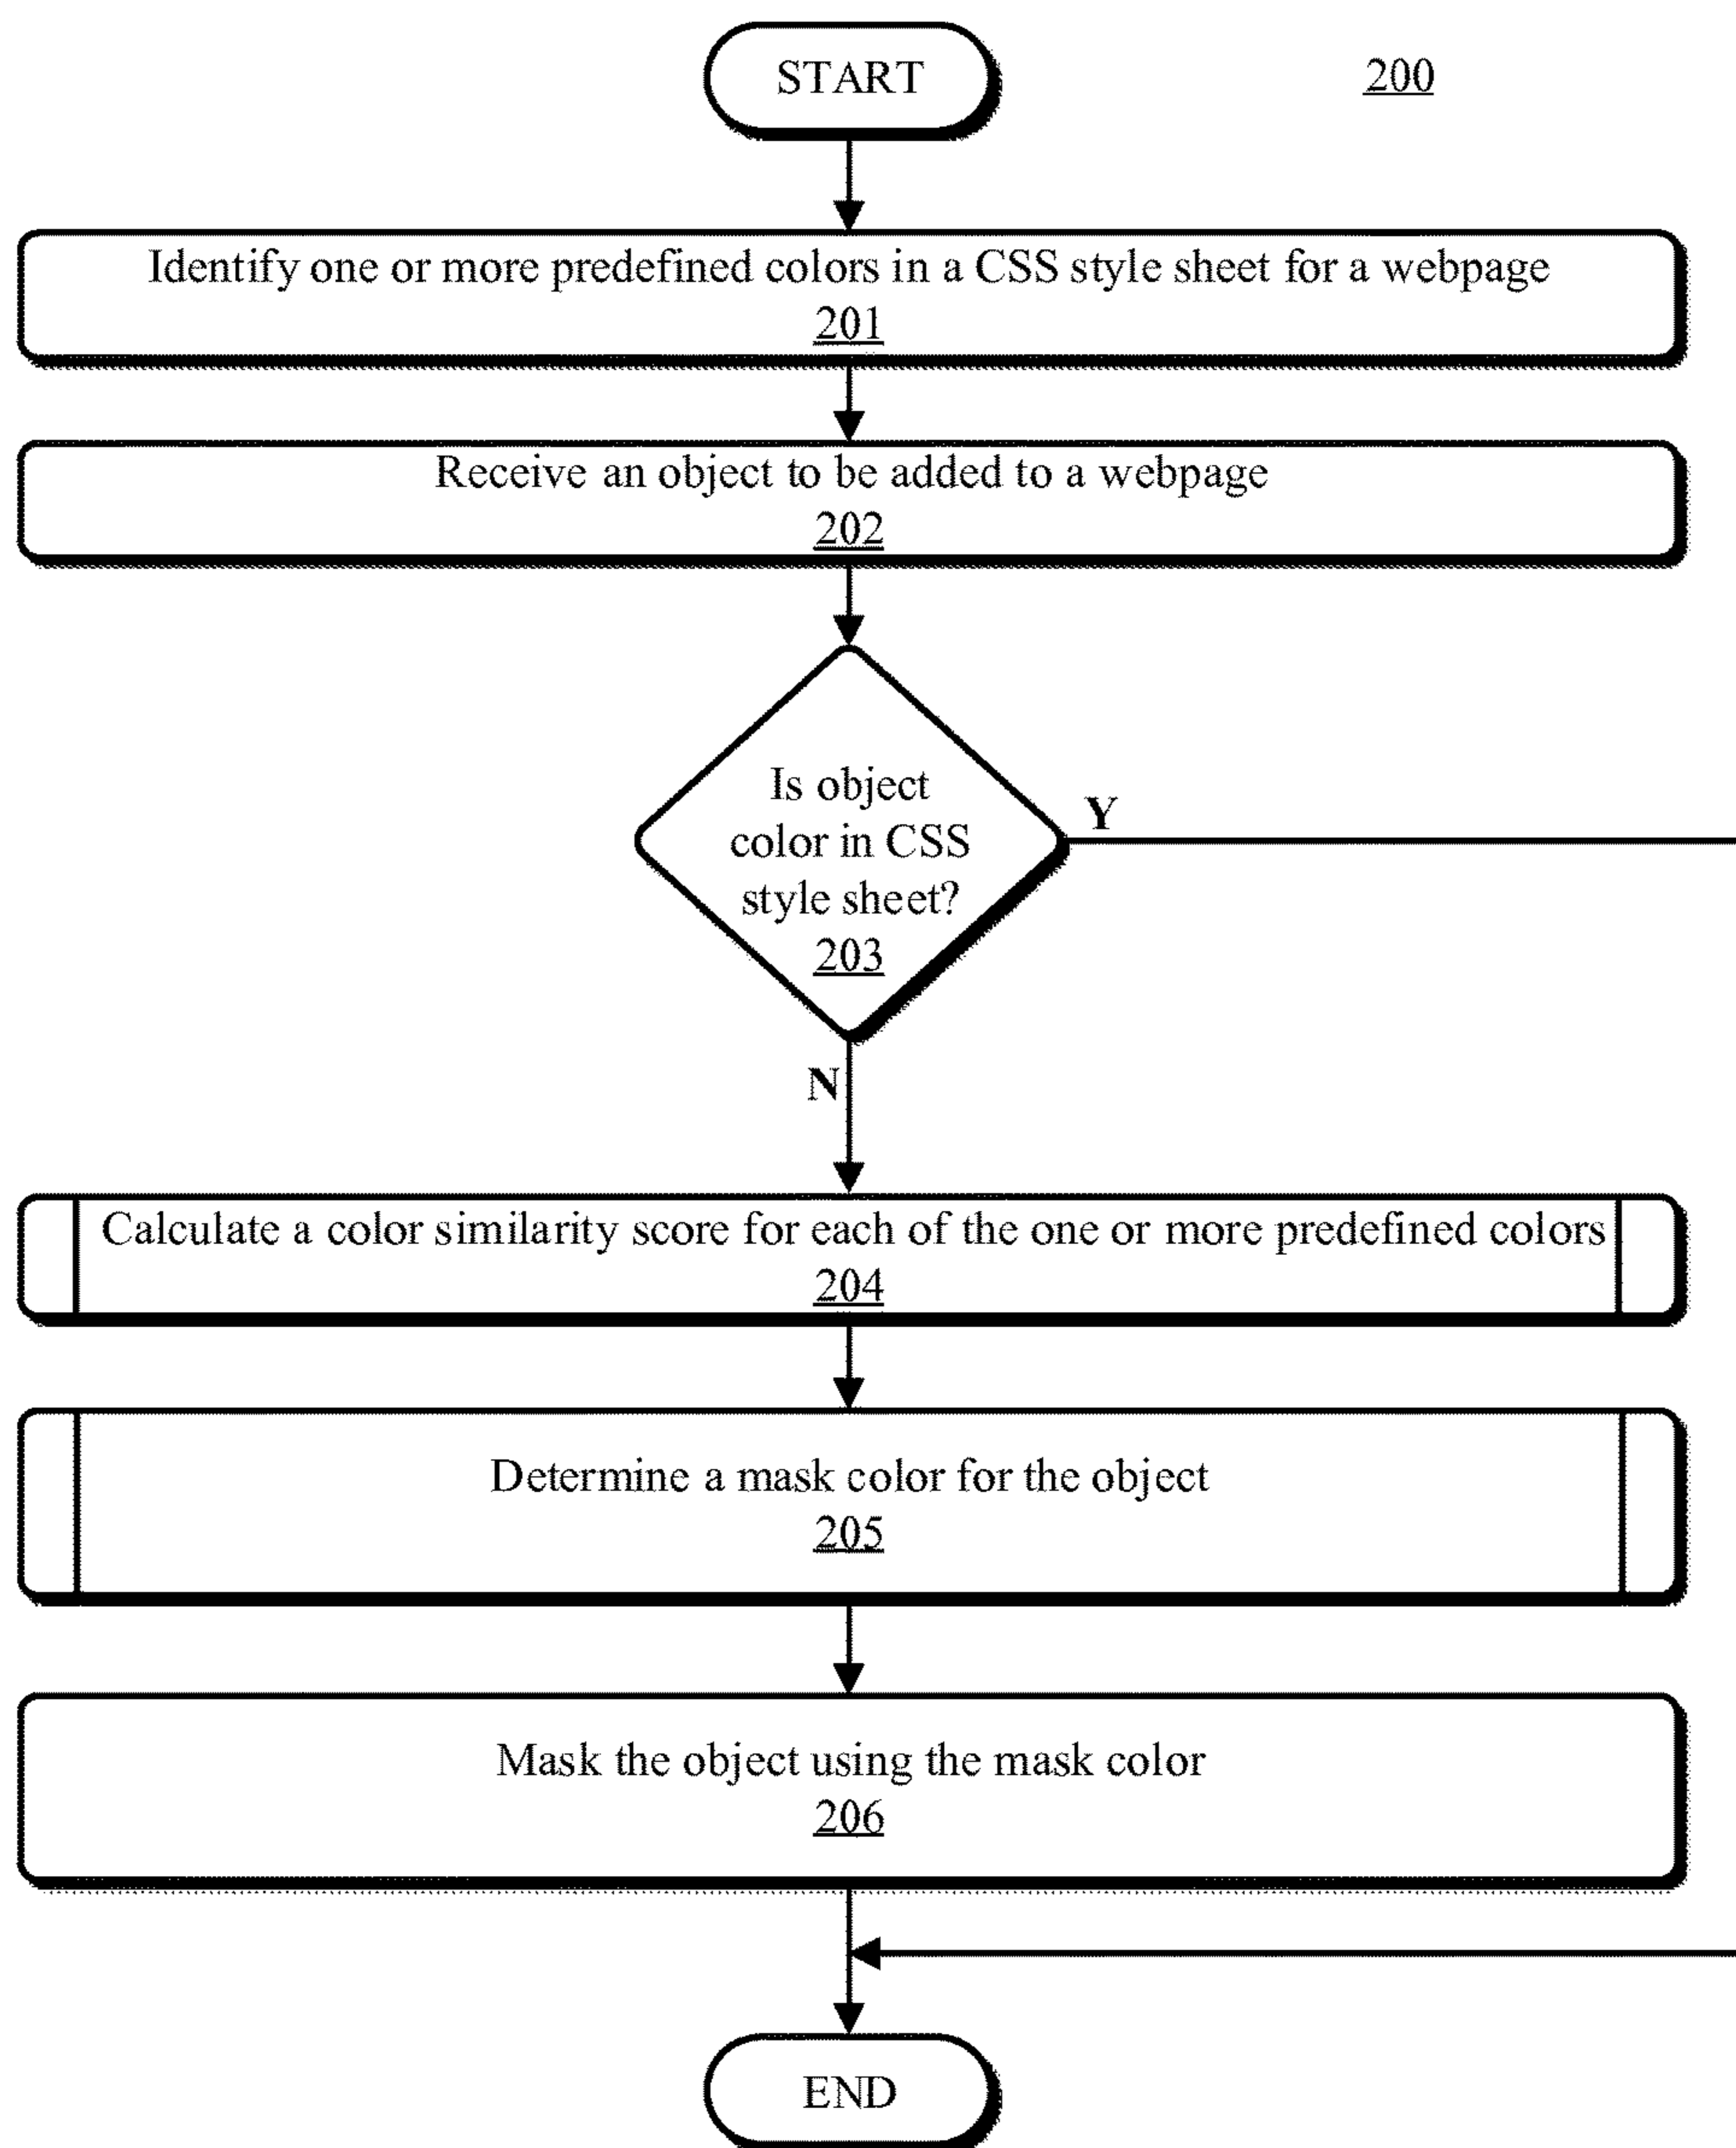 START
200
Identify one or more predefined colors in a CSS style sheet for a webpage
201
Receive an object to be added to a webpage
202
Is object
color in CSS
style sheet?
203
Y
N
Calculate a color similarity score for each of the one or more predefined colors
204
Determine a mask color for the object
205
Mask the object using the mask color
206
END